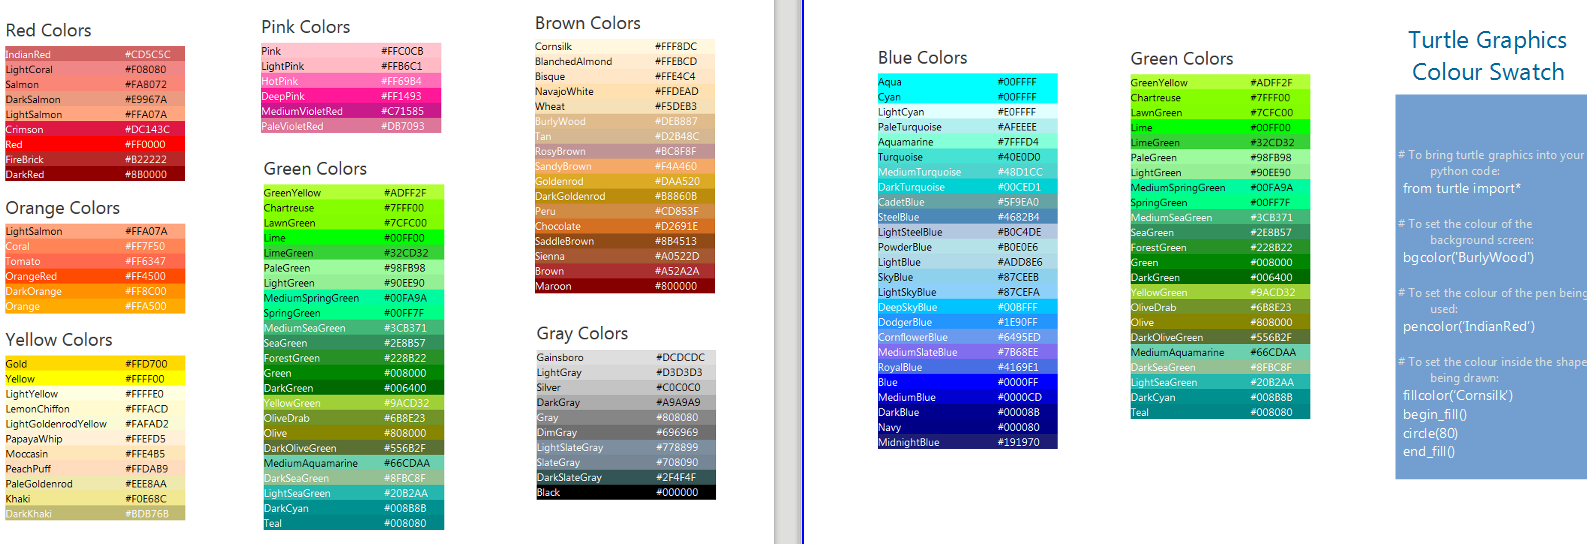 Red Colors
IndianRed #CD5C5C
LightCoral #F08080
Salmon #FA8072
DarkSalmon #E9967A
LightSalmon #FFA07A
Crimson #DC143C
Red #FF0000
FireBrick #B22222
DarkRed #8B0000
Orange Colors
LightSalmon #FFA07A
Coral #FF7F50
Tomato #FF6347
OrangeRed #FF4500
DarkOrange #FF8C00
Orange #FFA500
Yellow Colors
Gold #FFD700
Yellow #FFFF00
LightYellow #FFFFE0
LemonChiffon #FFFACD
LightGoldenrodYellow #FAFAD2
PapayaWhip #FFEFD5
Moccasin #FFE4B5
PeachPuff #FFDAB9
PaleGoldenrod #EEE8AA
Khaki #F0E68C
DarkKhaki #BDB76B
Pink Colors
Pink #FFC0CB
LightPink #FFB6C1
HotPink #FF69B4
DeepPink #FF1493
MediumVioletRed #C71585
PaleVioletRed #DB7093
Green Colors
GreenYellow #ADFF2F
Chartreuse #7FFF00
LawnGreen #7CFC00
Lime #00FF00
LimeGreen #32CD32
PaleGreen #98FB98
LightGreen #90EE90
MediumSpringGreen #00FA9A
SpringGreen #00FF7F
MediumSeaGreen #3CB371
SeaGreen #2E8B57
ForestGreen #228B22
Green #008000
DarkGreen #006400
YellowGreen #9ACD32
OliveDrab #6B8E23
Olive #808000
DarkOliveGreen #556B2F
MediumAquamarine #66CDAA
DarkSeaGreen #8FBC8F
LightSeaGreen #20B2AA
DarkCyan #008B8B
Teal #008080
Brown Colors
Cornsilk #FFF8DC
BlanchedAlmond #FFEBCD
Bisque #FFE4C4
NavajoWhite #FFDEAD
Wheat #F5DEB3
BurlyWood #DEB887
Tan #D2B48C
RosyBrown #BC8F8F
SandyBrown #F4A460
Goldenrod #DAA520
DarkGoldenrod #B8860B
Peru #CD853F
Chocolate #D2691E
SaddleBrown #8B4513
Sienna #A0522D
Brown #A52A2A
Maroon #800000
Gray Colors
Gainsboro #DCDCDC
LightGray #D3D3D3
Silver #C0C0C0
DarkGray #A9A9A9
Gray #808080
DimGray #696969
LightSlateGray #778899
SlateGray #708090
DarkSlateGray #2F4F4F
Black #000000
Blue Colors
Aqua #00FFFF
Cyan #00FFFF
LightCyan #E0FFFF
PaleTurquoise #AFEEEE
Aquamarine #7FFFD4
Turquoise #40E0D0
MediumTurquoise #48D1CC
DarkTurquoise #00CED1
CadetBlue #5F9EA0
SteelBlue #4682B4
LightSteelBlue #B0C4DE
PowderBlue #B0E0E6
LightBlue #ADD8E6
SkyBlue #87CEEB
LightSkyBlue #87CEFA
DeepSkyBlue #00BFFF
DodgerBlue #1E90FF
CornflowerBlue #6495ED
MediumSlateBlue #7B68EE
RoyalBlue #4169E1
Blue #0000FF
MediumBlue #0000CD
DarkBlue #00008B
Navy #000080
MidnightBlue #191970
Green Colors
GreenYellow #ADFF2F
Chartreuse #7FFF00
LawnGreen #7CFC00
Lime #00FF00
LimeGreen #32CD32
PaleGreen #98FB98
LightGreen #90EE90
MediumSpringGreen #00FA9A
SpringGreen #00FF7F
MediumSeaGreen #3CB371
SeaGreen #2E8B57
ForestGreen #228B22
Green #008000
DarkGreen #006400
YellowGreen #9ACD32
OliveDrab #6B8E23
Olive #808000
DarkOliveGreen #556B2F
MediumAquamarine #66CDAA
DarkSeaGreen #8FBC8F
LightSeaGreen #20B2AA
DarkCyan #008B8B
Teal #008080
Turtle Graphics
Colour Swatch
# To bring turtle graphics into your
python code:
from turtle import*
# To set the colour of the
background screen:
bgcolor('BurlyWood')
# To set the colour of the pen being
used:
pencolor('IndianRed')
# To set the colour inside the shape
being drawn:
fillcolor('Cornsilk')
begin_fill()
circle(80)
end_fill()